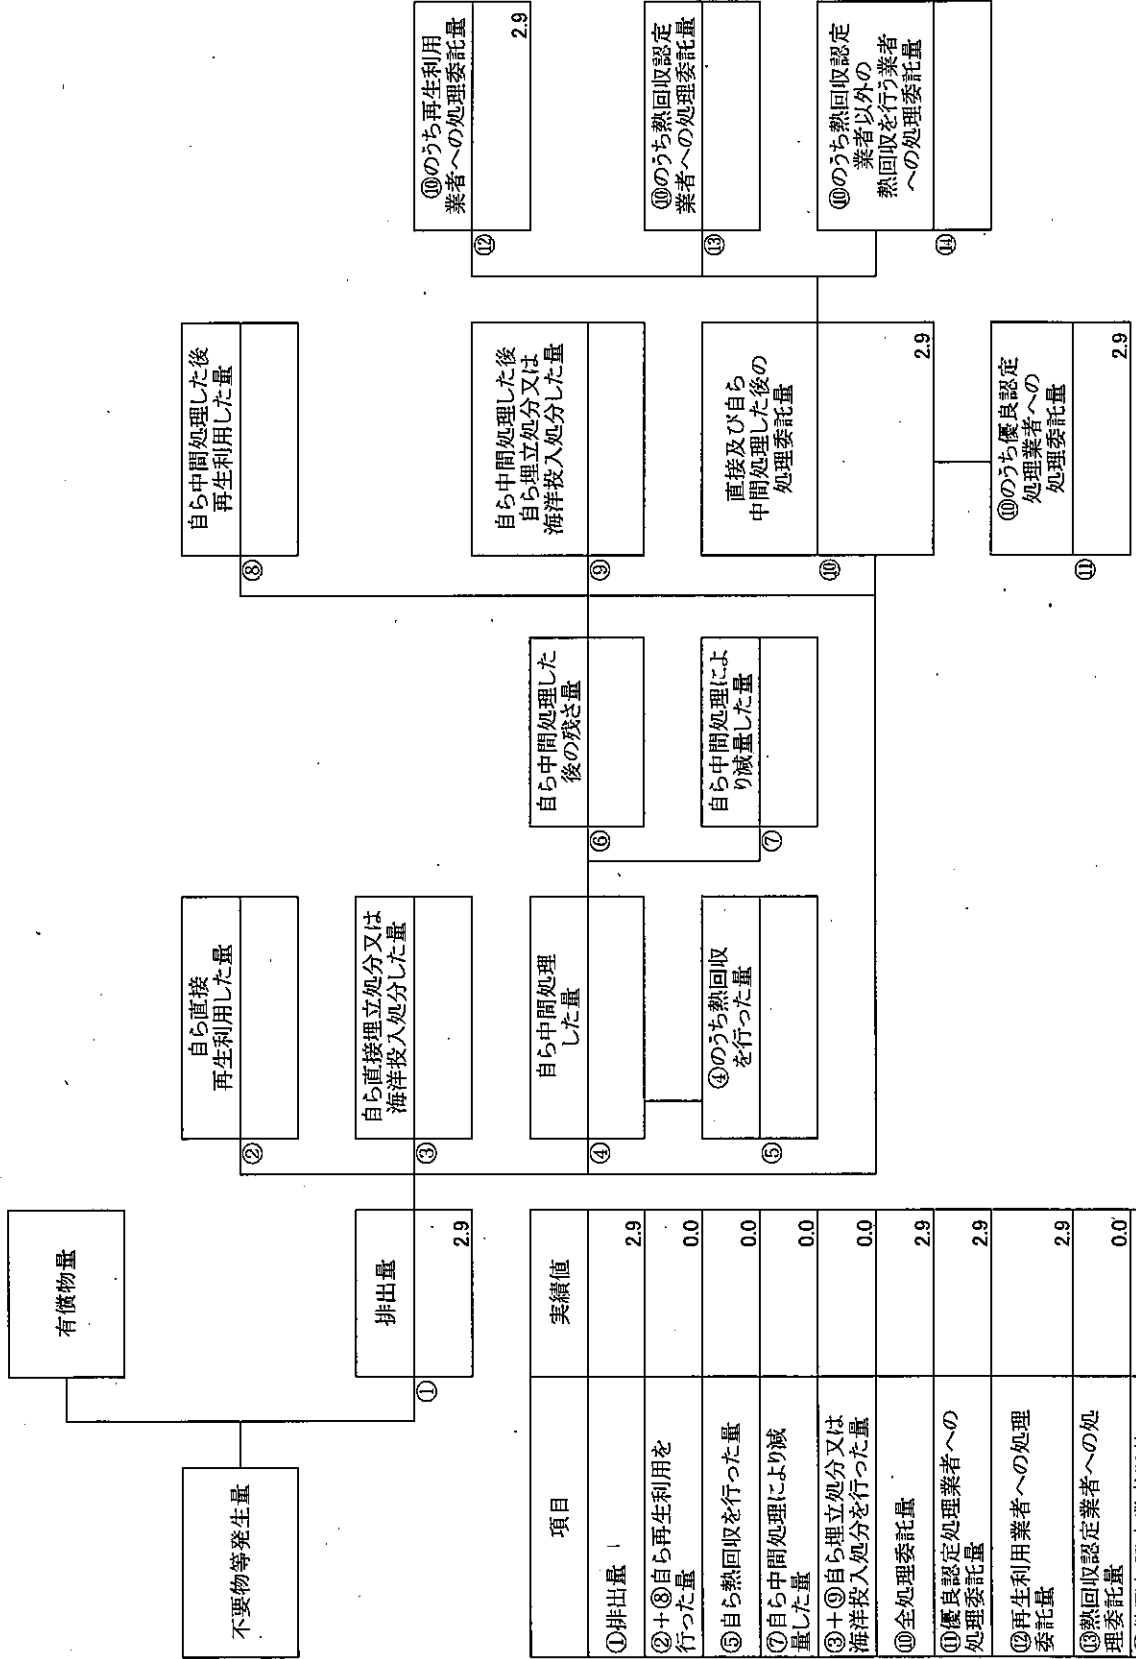 不要物等発生量
有償物量
①
排出量
2.9
②
自ら直接
再生利用した量
③
自ら直接埋立処分又は
海洋投入処分した量
④
自ら中間処理
した量
⑤
④のうち熱回収
を行った量
⑥
自ら中間処理した
後の残さ量
⑦
自ら中間処理によ
り減量した量
⑧
自ら中間処理した後
再生利用した量
⑨
自ら中間処理した後
自ら埋立処分又は
海洋投入処分した量
⑩
直接及び自ら
中間処理した後の
処理委託量
2.9
⑪
⑩のうち優良認定
処理業者への
処理委託量
2.9
⑫
⑩のうち再生利用
業者への処理委託量
2.9
⑬
⑩のうち熱回収認定
業者への処理委託量
⑭
⑩のうち熱回収認定
業者以外の
熱回収を行う業者
への処理委託量
項目 実績値
①排出量 2.9
②+⑧自ら再生利用を
行った量 0.0
⑤自ら熱回収を行った量 0.0
⑦自ら中間処理により減
量した量 0.0
③+⑨自ら埋立処分又は
海洋投入処分を行った量 0.0
⑩全処理委託量 2.9
⑪優良認定処理業者への
処理委託量 2.9
⑫再生利用業者への処理
委託量 2.9
⑬熱回収認定業者への処
理委託量 0.0